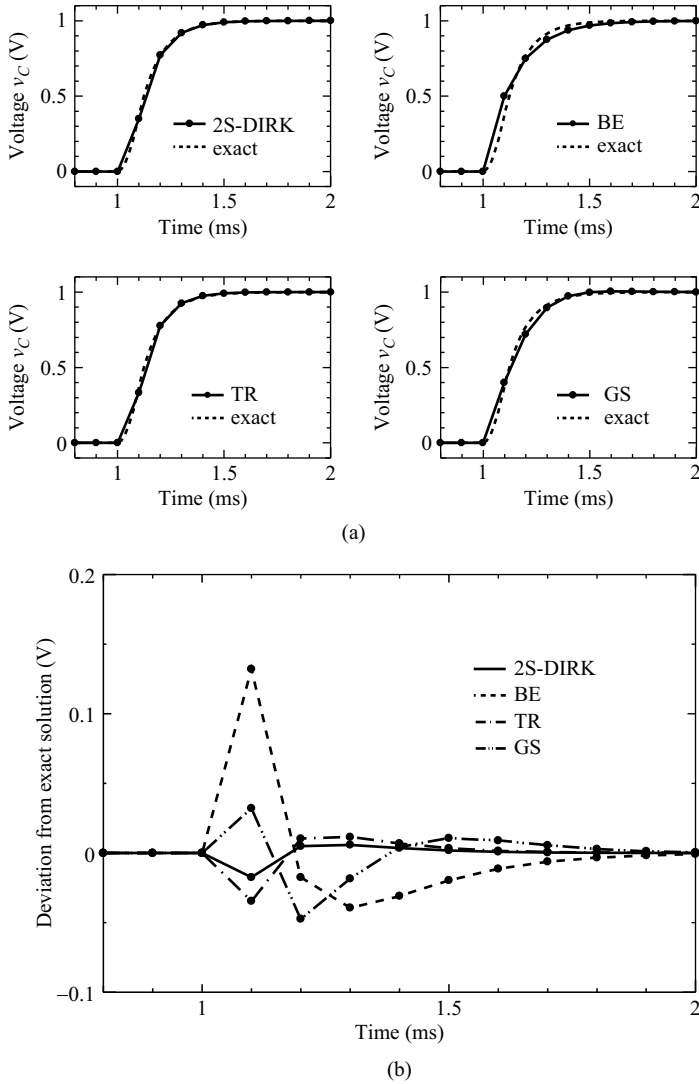 1
0.5
0
Voltage v_C (V)
2S-DIRK
exact
1
1.5
2
Time (ms)
1
0.5
0
Voltage v_C (V)
BE
exact
1
1.5
2
Time (ms)
1
0.5
0
Voltage v_C (V)
TR
exact
1
1.5
2
Time (ms)
1
0.5
0
Voltage v_C (V)
GS
exact
1
1.5
2
Time (ms)
(a)
0.2
0.1
0
−0.1
Deviation from exact solution (V)
2S-DIRK
BE
TR
GS
1
1.5
2
Time (ms)
(b)